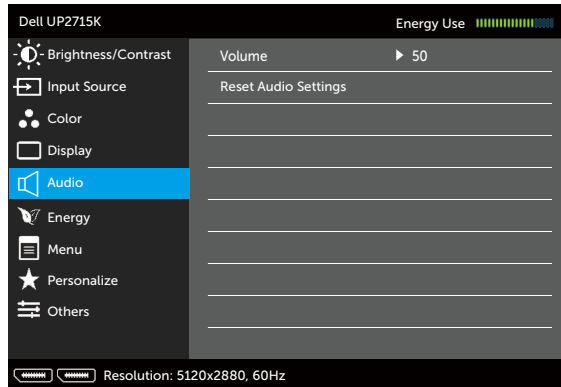 Dell UP2715K Energy Use
Brightness/Contrast
Volume 50
Input Source
Reset Audio Settings
Color
Display
Audio
Energy
Menu
Personalize
Others
Resolution: 5120x2880, 60Hz